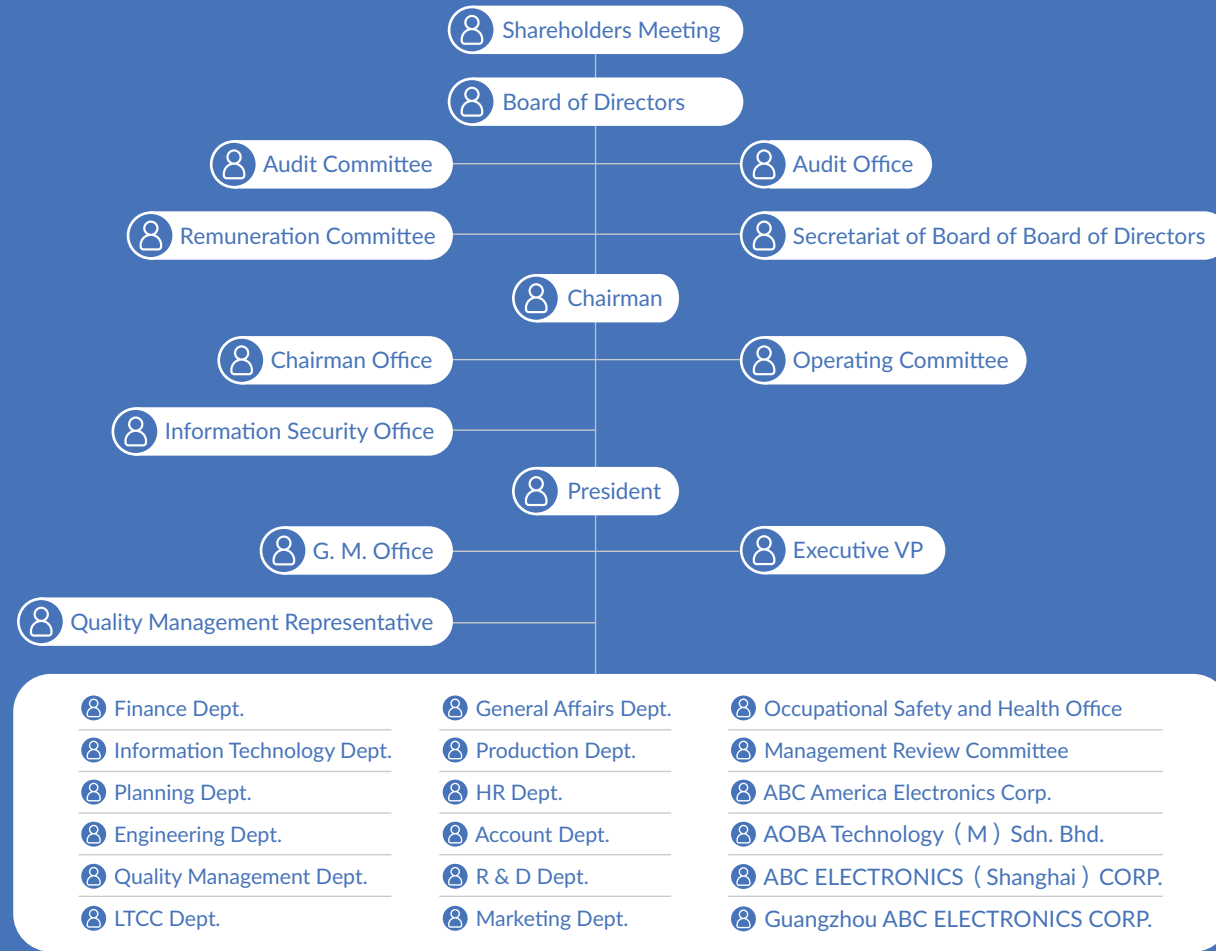 Shareholders Meeting
Board of Directors
Audit Committee
Audit Office
Remuneration Committee
Secretariat of Board of Board of Directors
Chairman
Chairman Office
Operating Committee
Information Security Office
President
G. M. Office
Executive VP
Quality Management Representative
Finance Dept.
Information Technology Dept.
Planning Dept.
Engineering Dept.
Quality Management Dept.
LTCC Dept.
General Affairs Dept.
Production Dept.
HR Dept.
Account Dept.
R & D Dept.
Marketing Dept.
Occupational Safety and Health Office
Management Review Committee
ABC America Electronics Corp.
AOBA Technology（M）Sdn. Bhd.
ABC ELECTRONICS（Shanghai）CORP.
Guangzhou ABC ELECTRONICS CORP.